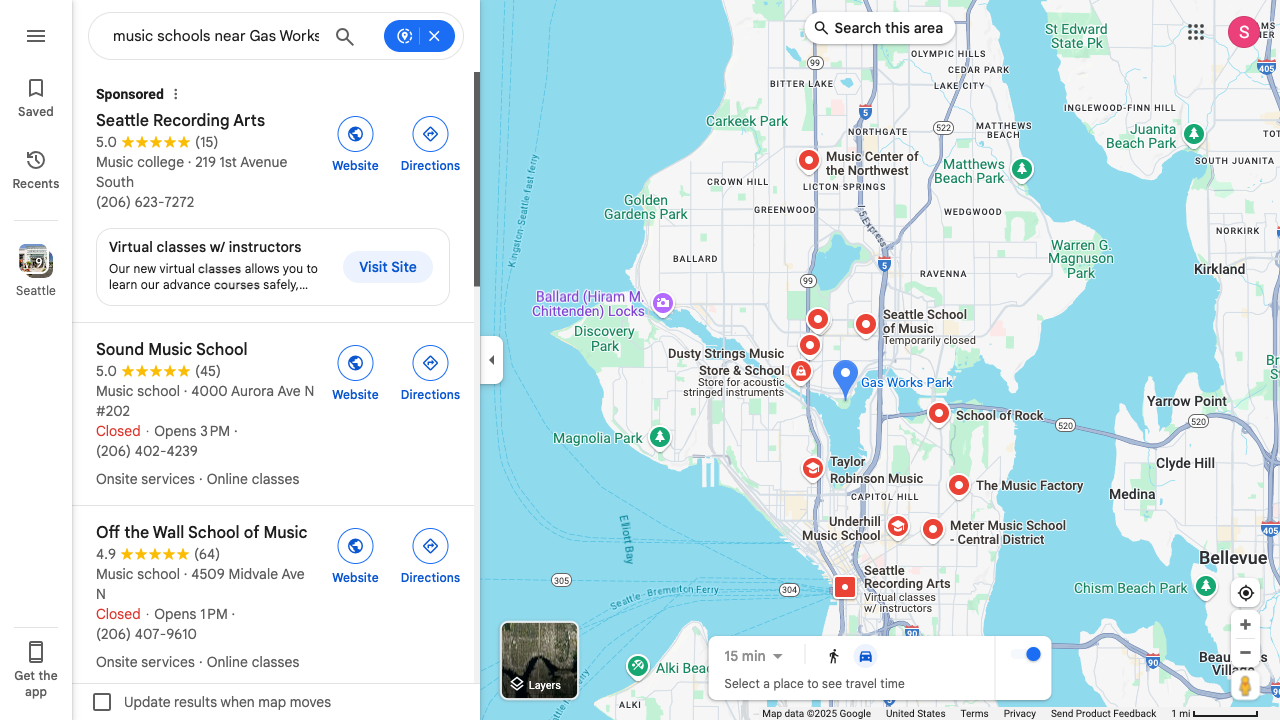 music schools near Gas Works
Saved
Recents
Seattle
Get the
app
Sponsored
Seattle Recording Arts
5.0 (15)
Music college · 219 1st Avenue
South
(206) 623-7272
Website
Directions
Virtual classes w/ instructors
Our new virtual classes allows you to
learn our advance courses safely,...
Visit Site
Sound Music School
5.0 (45)
Music school · 4000 Aurora Ave N
#202
Closed · Opens 3 PM ·
(206) 402-4239
Onsite services · Online classes
Website
Directions
Off the Wall School of Music
4.9 (64)
Music school · 4509 Midvale Ave
N
Closed · Opens 1 PM ·
(206) 407-9610
Onsite services · Online classes
Website
Directions
Update results when map moves
Search this area
S
St Edward
State Pk
OLYMPIC HILLS
CEDAR PARK
LAKE CITY
99
BITTER LAKE
405
INGLEWOOD-FINN HILL
5
Carkeek Park
NORTHGATE
522
MATTHEWS
BEACH
Juanita
Beach Park
SOUTH JUANITA
Music Center of
the Northwest
Matthews
Beach Park
CROWN HILL
LICTON SPRINGS
Kingston-Seattle fast ferry
Golden
Gardens Park
GREENWOOD
I-5 Express
WEDGWOOD
NORKIRK
BALLARD
Warren G.
Magnuson
Park
Kirkland
5
RAVENNA
99
Ballard (Hiram M.
Chittenden) Locks
Discovery
Park
Seattle School
of Music
Temporarily closed
Dusty Strings Music
Store & School
Store for acoustic
stringed instruments
Gas Works Park
Yarrow Point
School of Rock
520
520
Magnolia Park
Taylor
Robinson Music
Clyde Hill
CAPITOL HILL
The Music Factory
Medina
Underhill
Music School
Meter Music School
- Central District
405
Elliott Bay
Bellevue
305
304
Seattle
Recording Arts
Virtual classes
w/ instructors
Chism Beach Park
Seattle - Bremerton Ferry
90
Layers
15 min
Select a place to see travel time
90
90
ALKI
Map data ©2025 Google
United States
Terms
Privacy
Send Product Feedback
1 mi